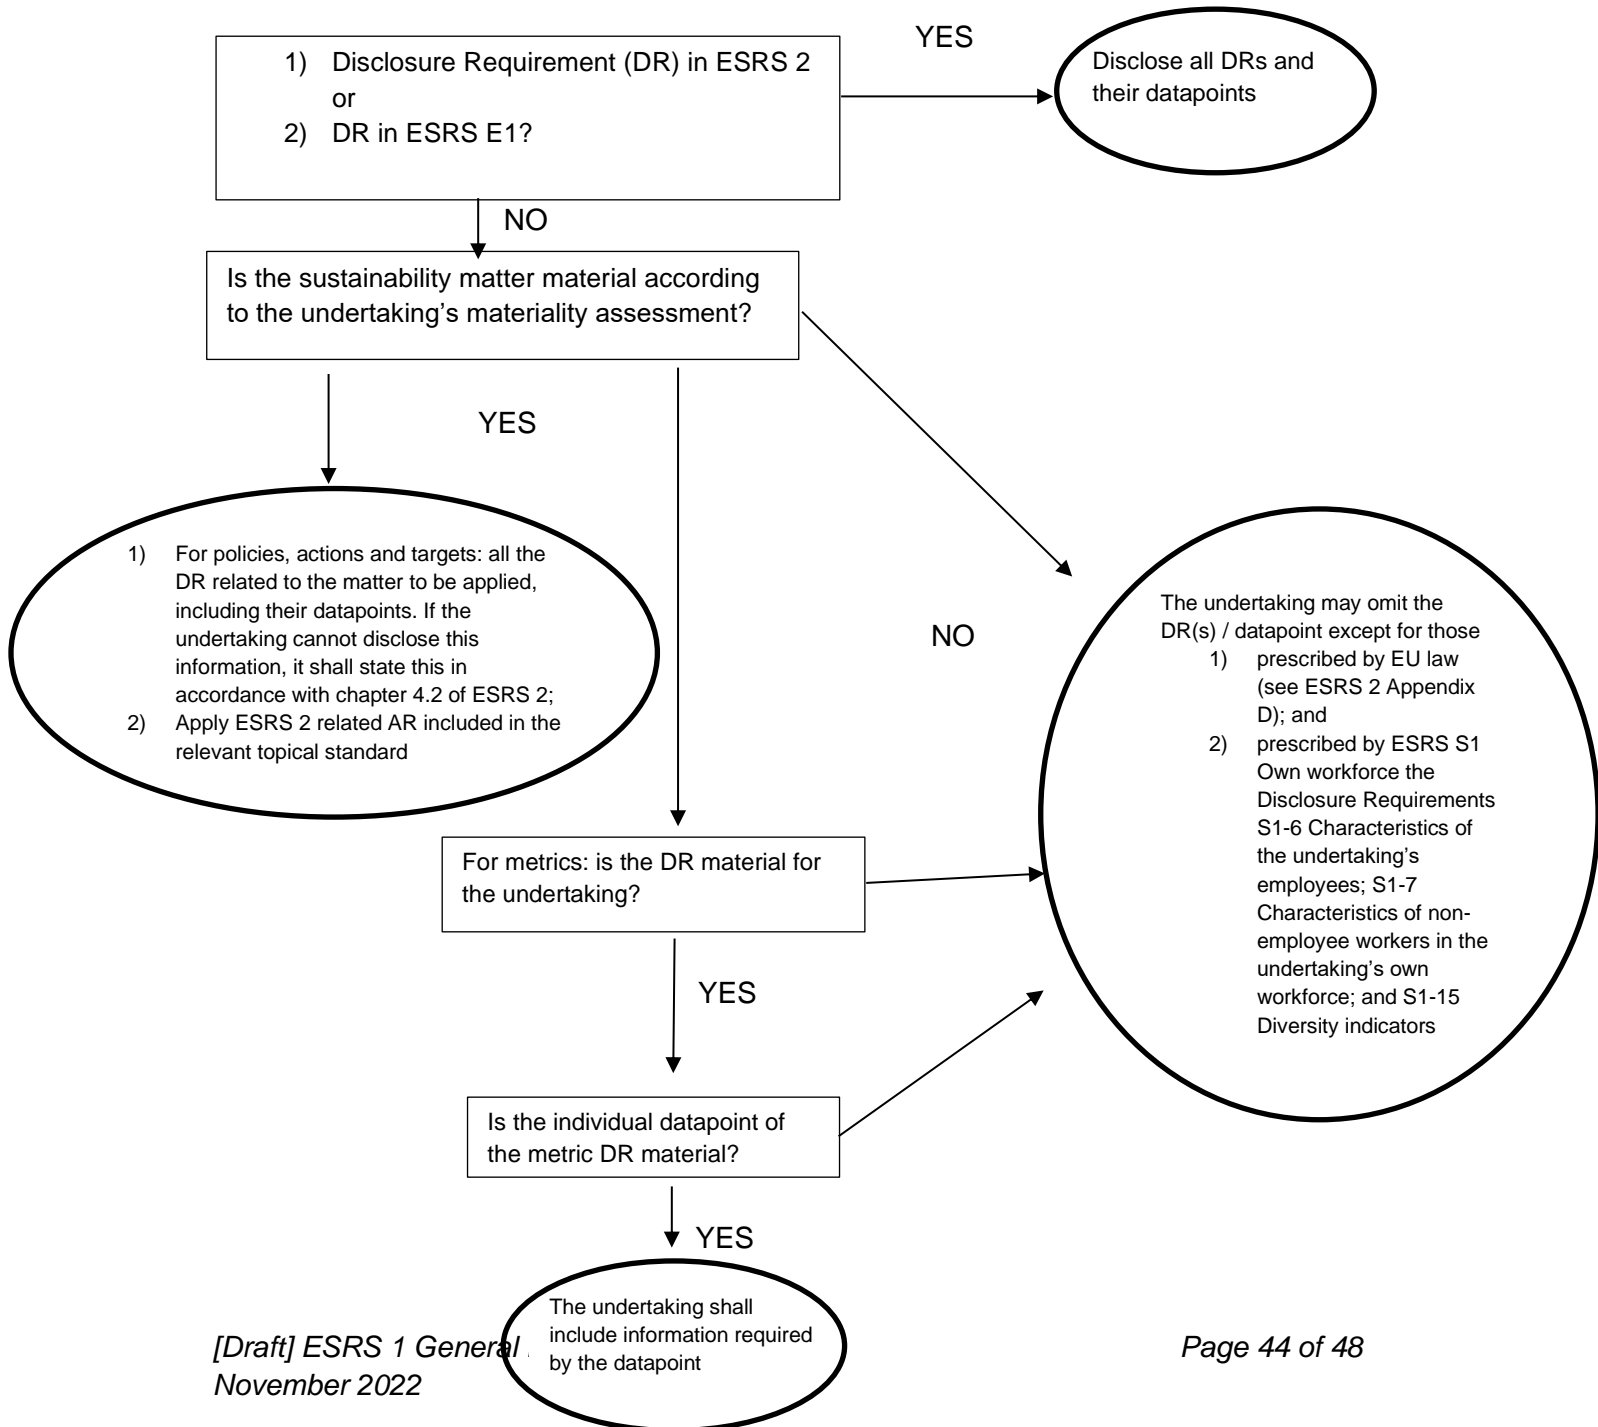 1) Disclosure Requirement (DR) in ESRS 2
or
2) DR in ESRS E1?
YES
Disclose all DRs and
their datapoints
NO
Is the sustainability matter material according
to the undertaking’s materiality assessment?
YES
1) For policies, actions and targets: all the
DR related to the matter to be applied,
including their datapoints. If the
undertaking cannot disclose this
information, it shall state this in
accordance with chapter 4.2 of ESRS 2;
2) Apply ESRS 2 related AR included in the
relevant topical standard
NO
The undertaking may omit the
DR(s) / datapoint except for those
1) prescribed by EU law
(see ESRS 2 Appendix
D); and
2) prescribed by ESRS S1
Own workforce the
Disclosure Requirements
S1-6 Characteristics of
the undertaking’s
employees; S1-7
Characteristics of non-
employee workers in the
undertaking’s own
workforce; and S1-15
Diversity indicators
For metrics: is the DR material for
the undertaking?
YES
Is the individual datapoint of
the metric DR material?
YES
The undertaking shall
include information required
by the datapoint
[Draft] ESRS 1 General
November 2022
Page 44 of 48